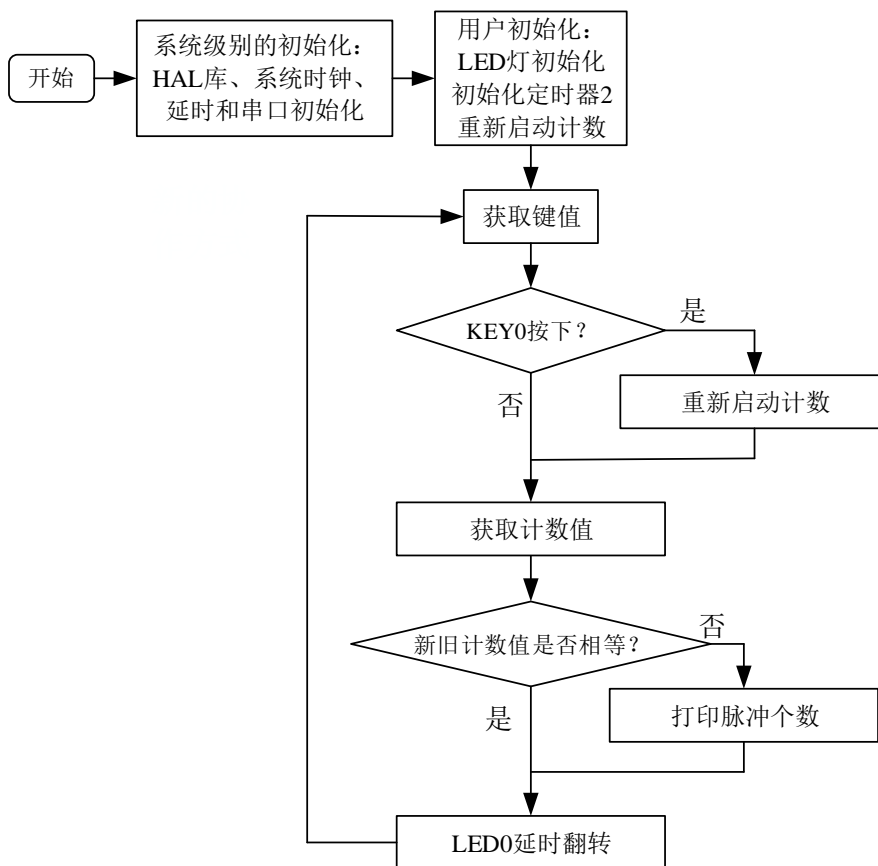 开始
系统级别的初始化：
HAL库、系统时钟、
延时和串口初始化
用户初始化：
LED灯初始化
初始化定时器2
重新启动计数
获取键值
KEY0按下？
是
否
重新启动计数
获取计数值
新旧计数值是否相等？
否
是
打印脉冲个数
LED0延时翻转